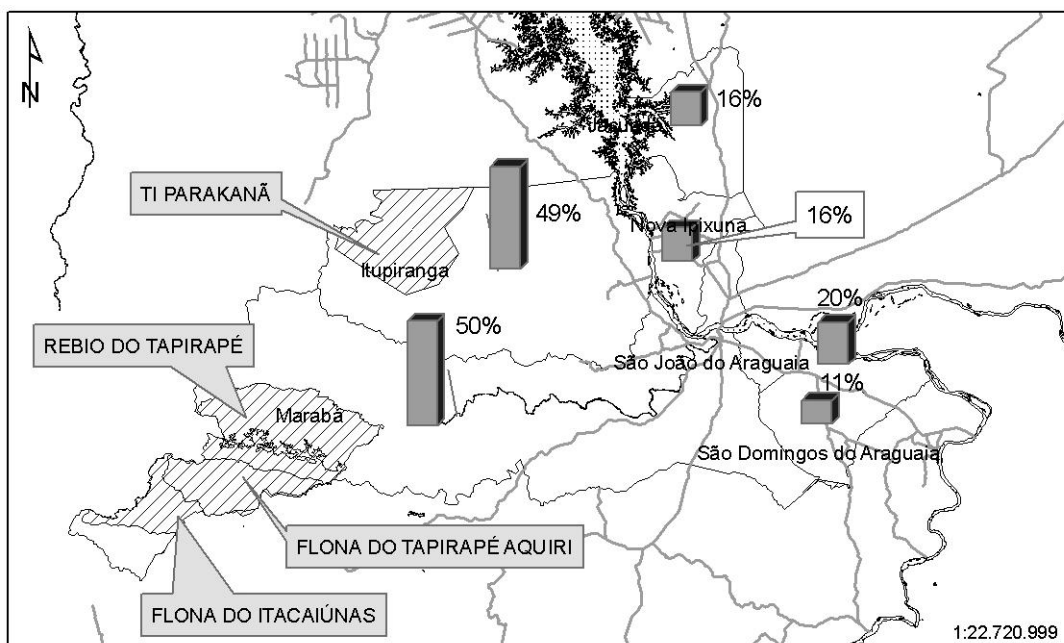 N
16%
TI PARAKANÃ
49%
Nova Ipixuna
16%
Itupiranga
20%
50%
REBIO DO TAPIRAPÉ
São João do Araguaia
11%
Marabá
São Domingos do Araguaia
FLONA DO TAPIRAPÉ AQUIRI
FLONA DO ITACAIÚNAS
1:22.720.999